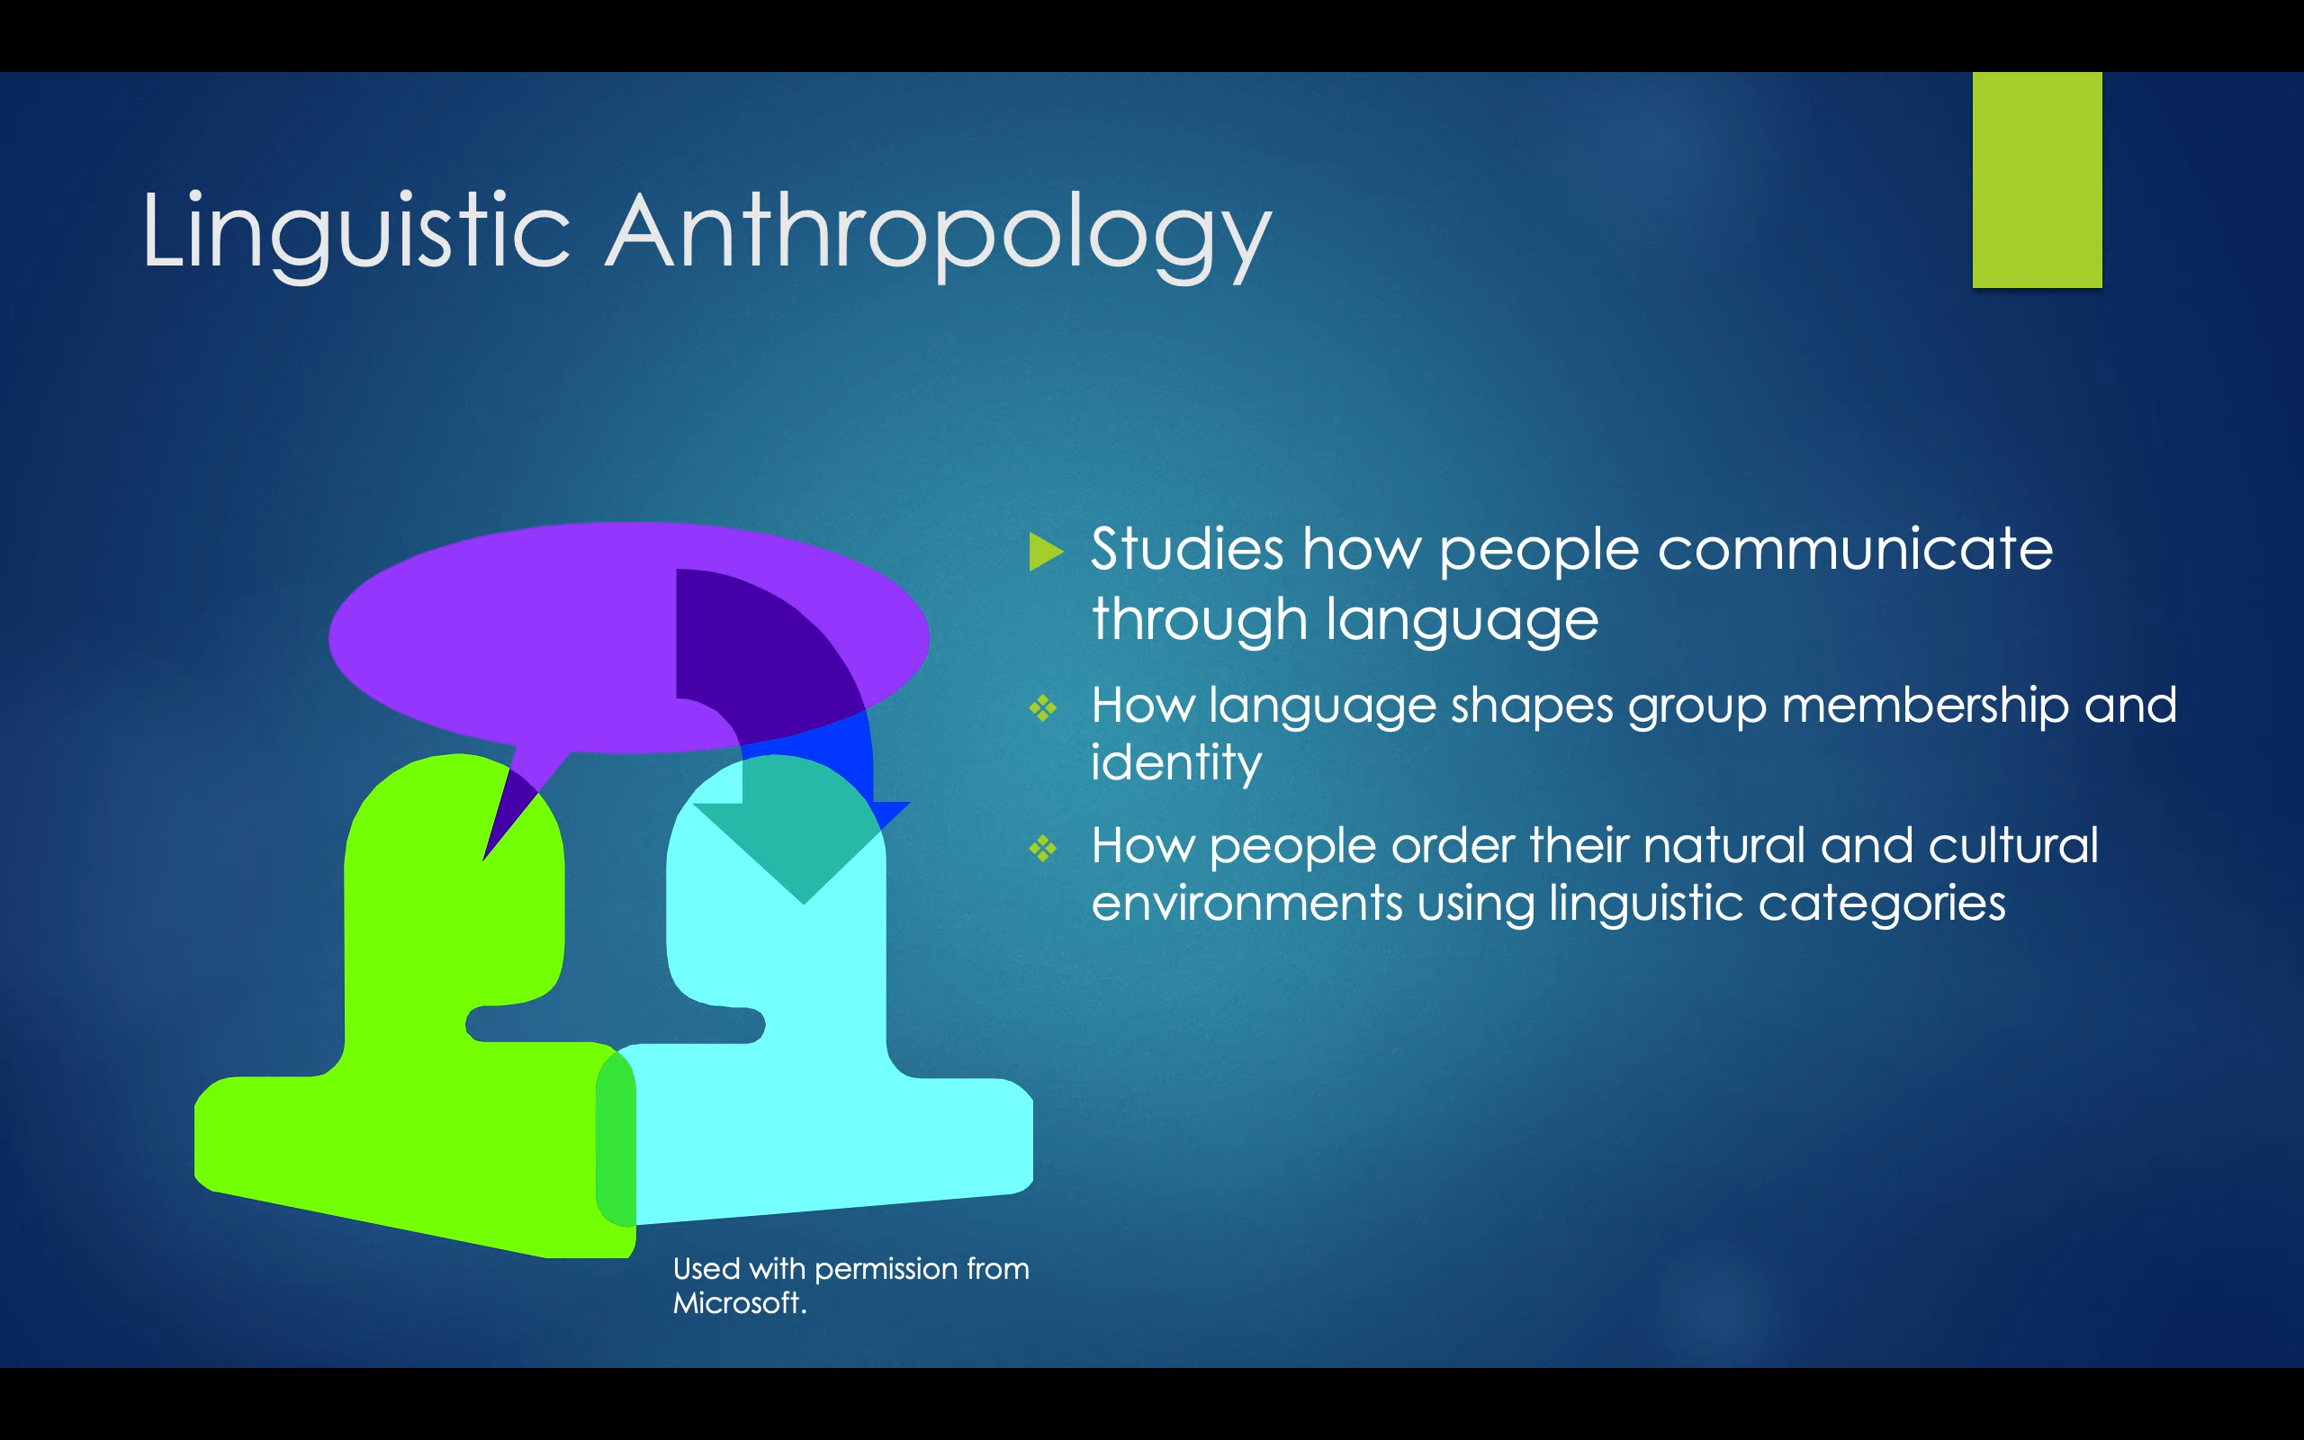 Linguistic Anthropology
Studies how people communicate
through language
How language shapes group membership and
identity
How people order their natural and cultural
environments using linguistic categories
Used with permission from
Microsoft.